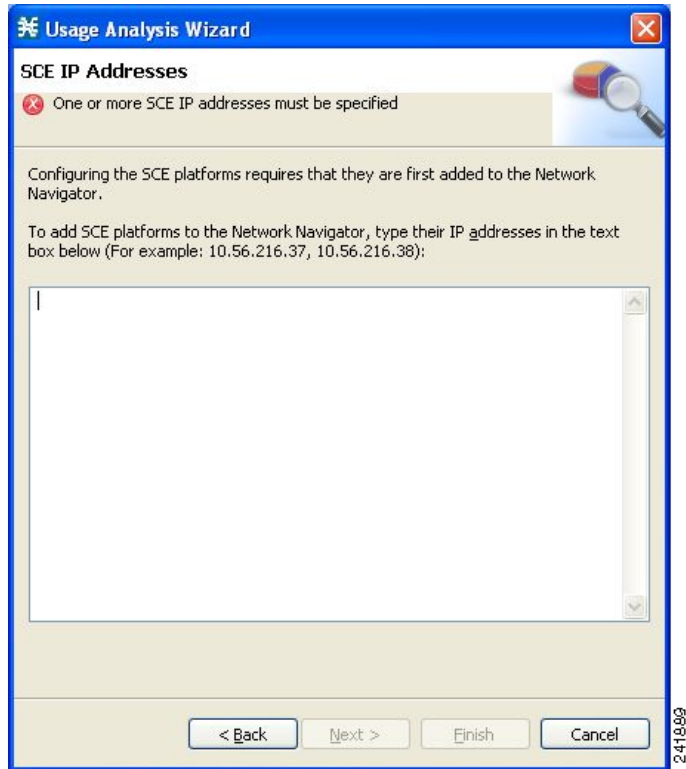 Usage Analysis Wizard
SCE IP Addresses
One or more SCE IP addresses must be specified
Configuring the SCE platforms requires that they are first added to the Network
Navigator.
To add SCE platforms to the Network Navigator, type their IP addresses in the text
box below (For example: 10.56.216.37, 10.56.216.38):
< Back
Next >
Finish
Cancel
241889